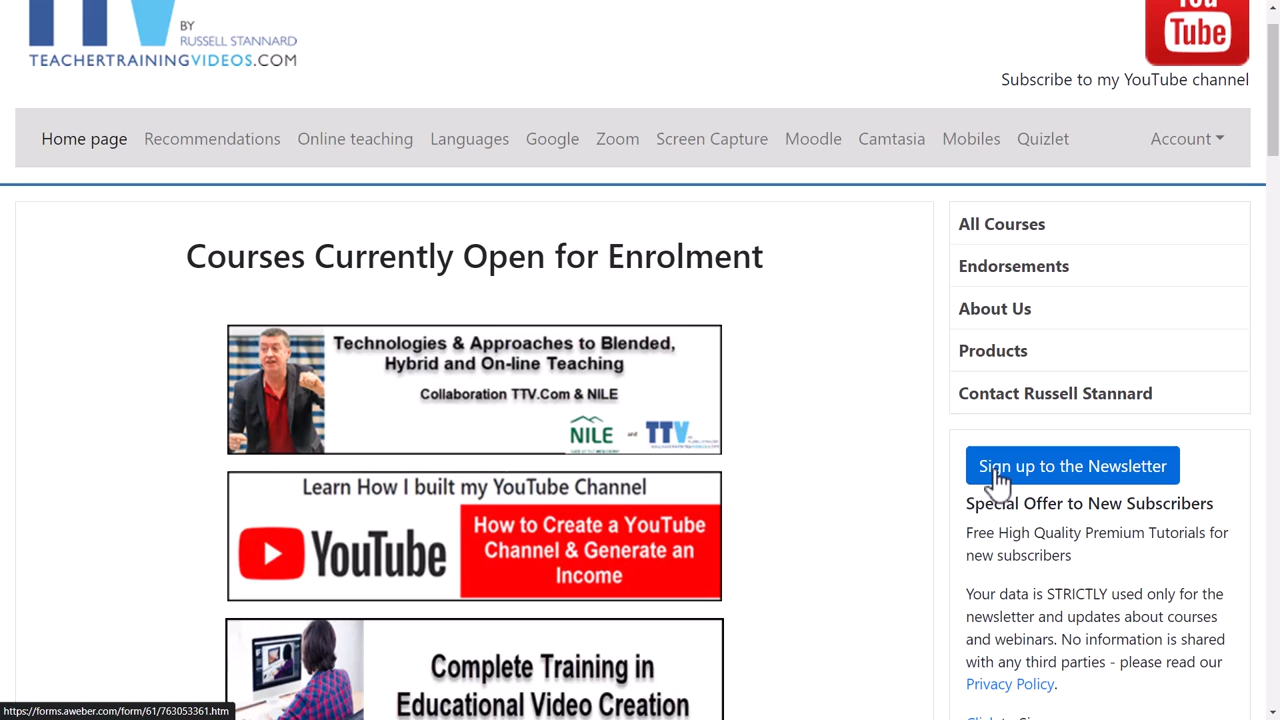 TTV BY
RUSSELL STANNARD
TEACHERTRAININGVIDEOS.COM
You
Tube
Subscribe to my YouTube channel
Home page Recommendations Online teaching Languages Google Zoom Screen Capture Moodle Camtasia Mobiles Quizlet Account
Courses Currently Open for Enrolment
Technologies & Approaches to Blended,
Hybrid and On-line Teaching
Collaboration TTV.Com & NILE
NILE and TTV
Learn How I built my YouTube Channel
YouTube
How to Create a YouTube
Channel & Generate an
Income
Complete Training in
Educational Video Creation
All Courses
Endorsements
About Us
Products
Contact Russell Stannard
Sign up to the Newsletter
Special Offer to New Subscribers
Free High Quality Premium Tutorials for
new subscribers
Your data is STRICTLY used only for the
newsletter and updates about courses
and webinars. No information is shared
with any third parties - please read our
Privacy Policy.
https://forms.aweber.com/form/61/763053361.htm